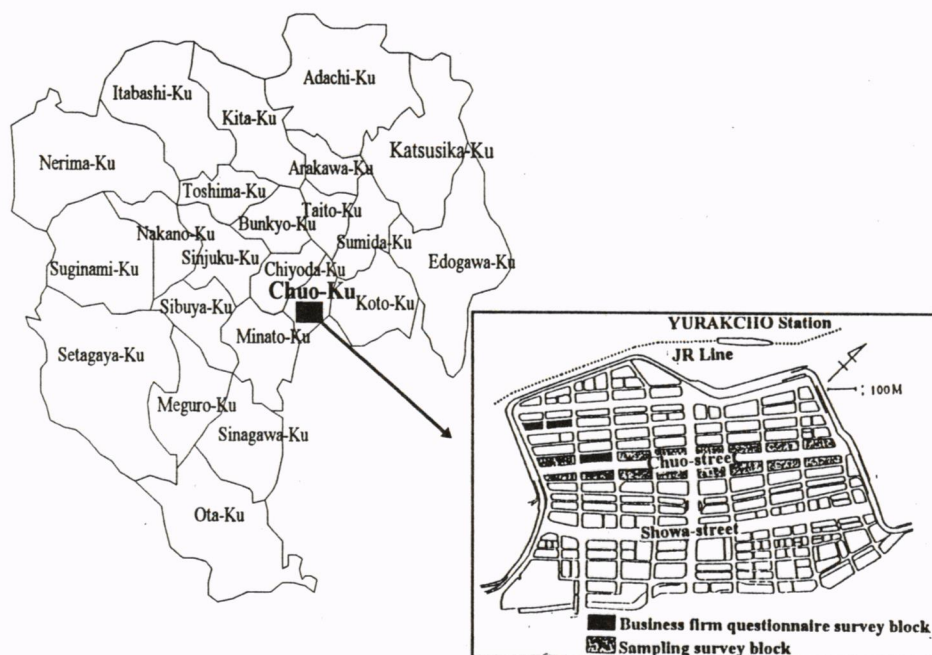 Adachi-Ku
Itabashi-Ku
Kita-Ku
Katsusika-Ku
Nerima-Ku
Arakawa-Ku
Toshima-Ku
Taito-Ku
Bunkyo-Ku
Nakano-Ku
Sumida-Ku
Sinjuku-Ku
Edogawa-Ku
Suginami-Ku
Chiyoda-Ku
Chuo-Ku
Koto-Ku
Sibuya-Ku
Minato-Ku
Setagaya-Ku
Meguro-Ku
Sinagawa-Ku
Ota-Ku
YURAKCHO Station
JR Line
: 100M
Chuo-street
Showa-street
Business firm questionnaire survey block
Sampling survey block